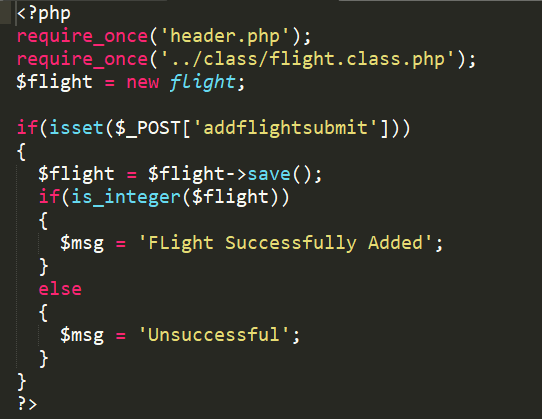 <?php
require_once('header.php');
require_once('../class/flight.class.php');
$flight = new flight;
if(isset($_POST['addflightsubmit']))
{
$flight = $flight->save();
if(is_integer($flight))
{
$msg = 'FLight Successfully Added';
}
else
{
$msg = 'Unsuccessful';
}
}
?>